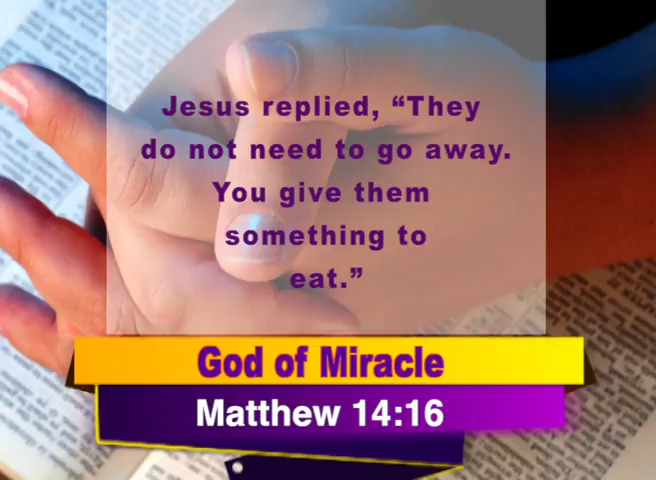 Jesus replied, “They
do not need to go away.
You give them
something to
eat.”
God of Miracle
Matthew 14:16